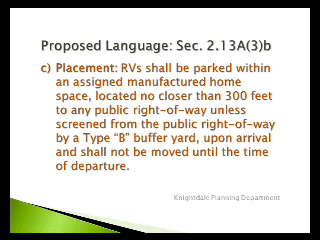 Proposed Language: Sec. 2.13A(3)b
c) Placement: RVs shall be parked within
an assigned manufactured home
space, located no closer than 300 feet
to any public right-of-way unless
screened from the public right-of-way
by a Type “B” buffer yard, upon arrival
and shall not be moved until the time
of departure.
Knightdale Planning Department